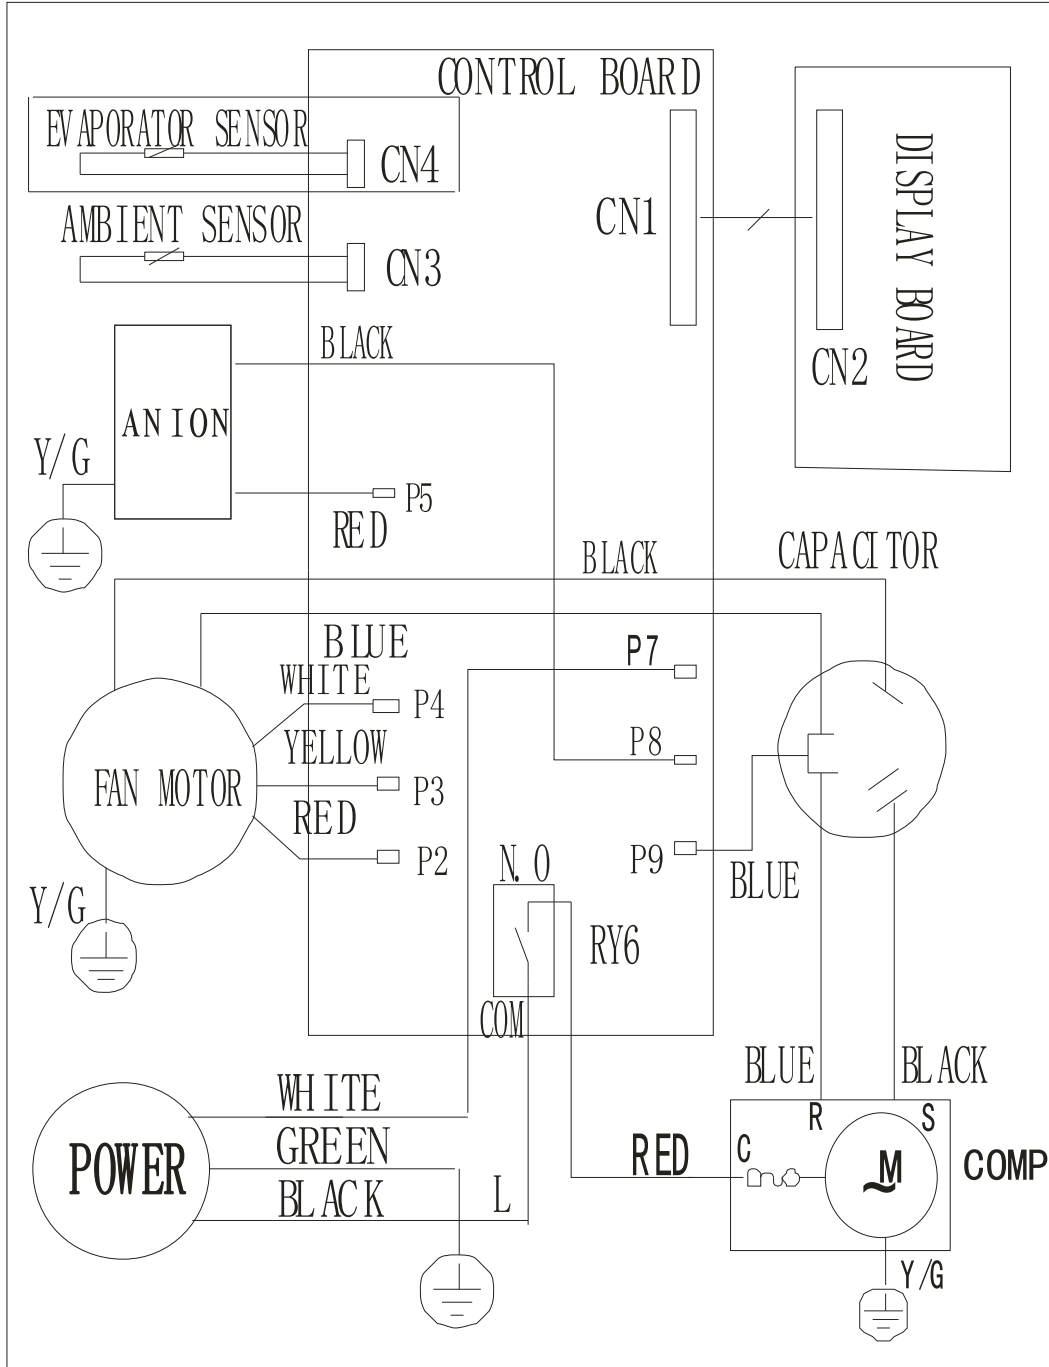 CONTROL BOARD
EVAPORATOR SENSOR
CN4
AMBIENT SENSOR
CN3
CN1
CN2
DISPLAY BOARD
BLACK
ANION
Y/G
P5
RED
BLACK
CAPACITOR
BLUE
P7
WHITE
P4
YELLOW
P8
FAN MOTOR
P3
RED
P2
N.O
P9
BLUE
Y/G
RY6
COM
BLUE
BLACK
WHITE
R
S
GREEN
POWER
RED
C
M
~
COMP
BLACK
L
Y/G